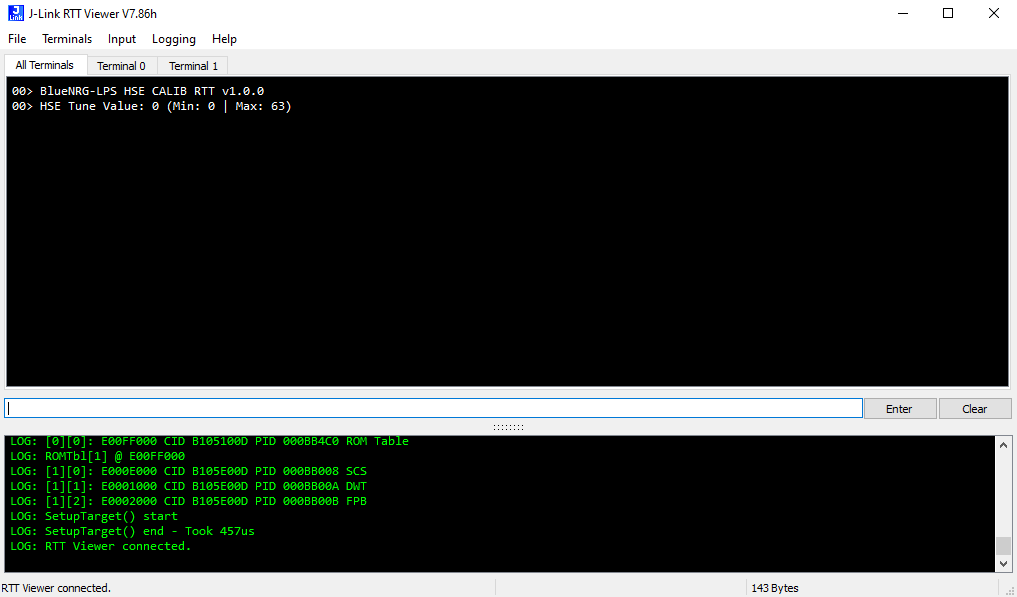 J-Link RTT Viewer V7.86h
File Terminals Input Logging Help
All Terminals Terminal 0 Terminal 1
00> BlueNRG-LPS HSE CALIB RTT v1.0.0
00> HSE Tune Value: 0 (Min: 0 | Max: 63)
Enter Clear
LOG: [0][0]: E00FF000 CID B105100D PID 000BB4C0 ROM Table
LOG: ROMTbl[1] @ E00FF000
LOG: [1][0]: E000E000 CID B105E00D PID 000BB008 SCS
LOG: [1][1]: E0001000 CID B105E00D PID 000BB00A DWT
LOG: [1][2]: E0002000 CID B105E00D PID 000BB00B FPB
LOG: SetupTarget() start
LOG: SetupTarget() end - Took 457us
LOG: RTT Viewer connected.
RTT Viewer connected. 143 Bytes